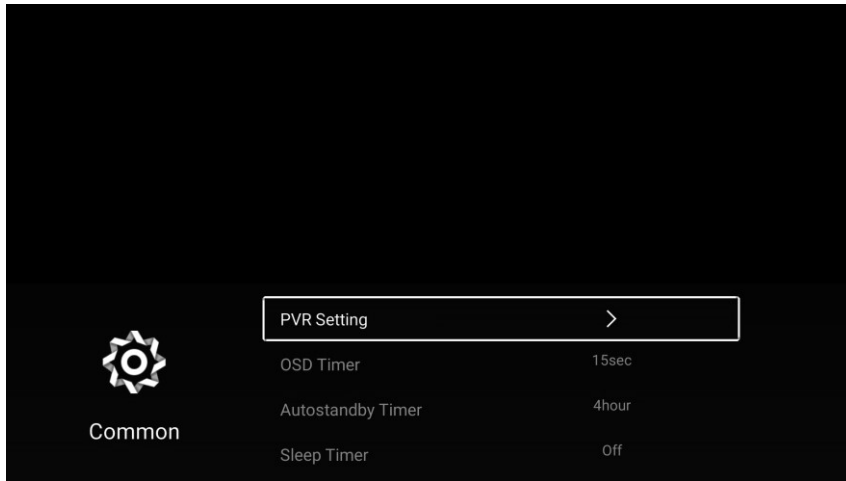 PVR Setting
OSD Timer 15sec
Autostandby Timer 4hour
Common
Sleep Timer Off